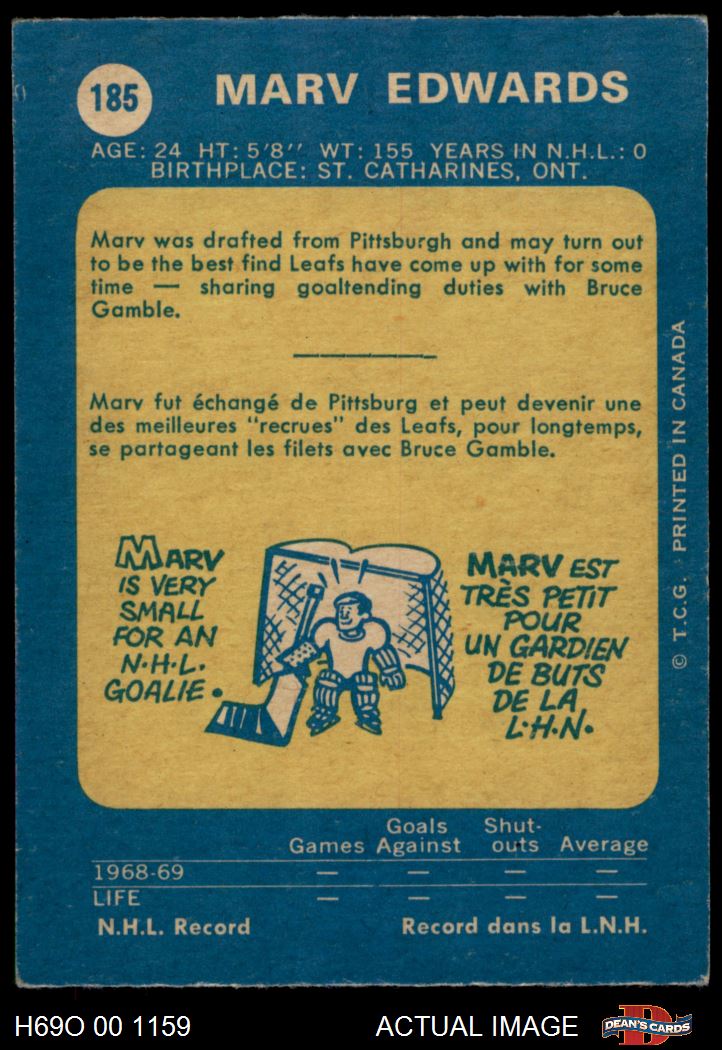 185
MARV EDWARDS
AGE: 24 HT: 5'8'' WT: 155 YEARS IN N.H.L.: 0
BIRTHPLACE: ST. CATHARINES, ONT.
Marv was drafted from Pittsburgh and may turn out
to be the best find Leafs have come up with for some
time — sharing goaltending duties with Bruce
Gamble.
Marv fut échangé de Pittsburg et peut devenir une
des meilleures "recrues" des Leafs, pour longtemps,
se partageant les filets avec Bruce Gamble.
MARV
IS VERY
SMALL
FOR AN
N·H·L·
GOALIE.
MARV EST
TRÈS PETIT
POUR
UN GARDIEN
DE BUTS
DE LA
L·H·N·
© T.C.G. PRINTED IN CANADA
Games Goals Against Shut-outs Average
1968-69 — — — —
LIFE — — — —
N.H.L. Record Record dans la L.N.H.
H69O 00 1159 ACTUAL IMAGE
D
DEAN'S CARDS